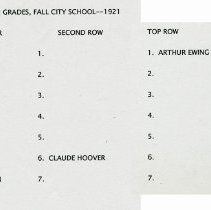 GRADES, FALL CITY SCHOOL--1921
SECOND ROW
1.
2.
3.
4.
5.
6. CLAUDE HOOVER
7.
TOP ROW
1. ARTHUR EWING
2.
3.
4.
5.
6.
7.